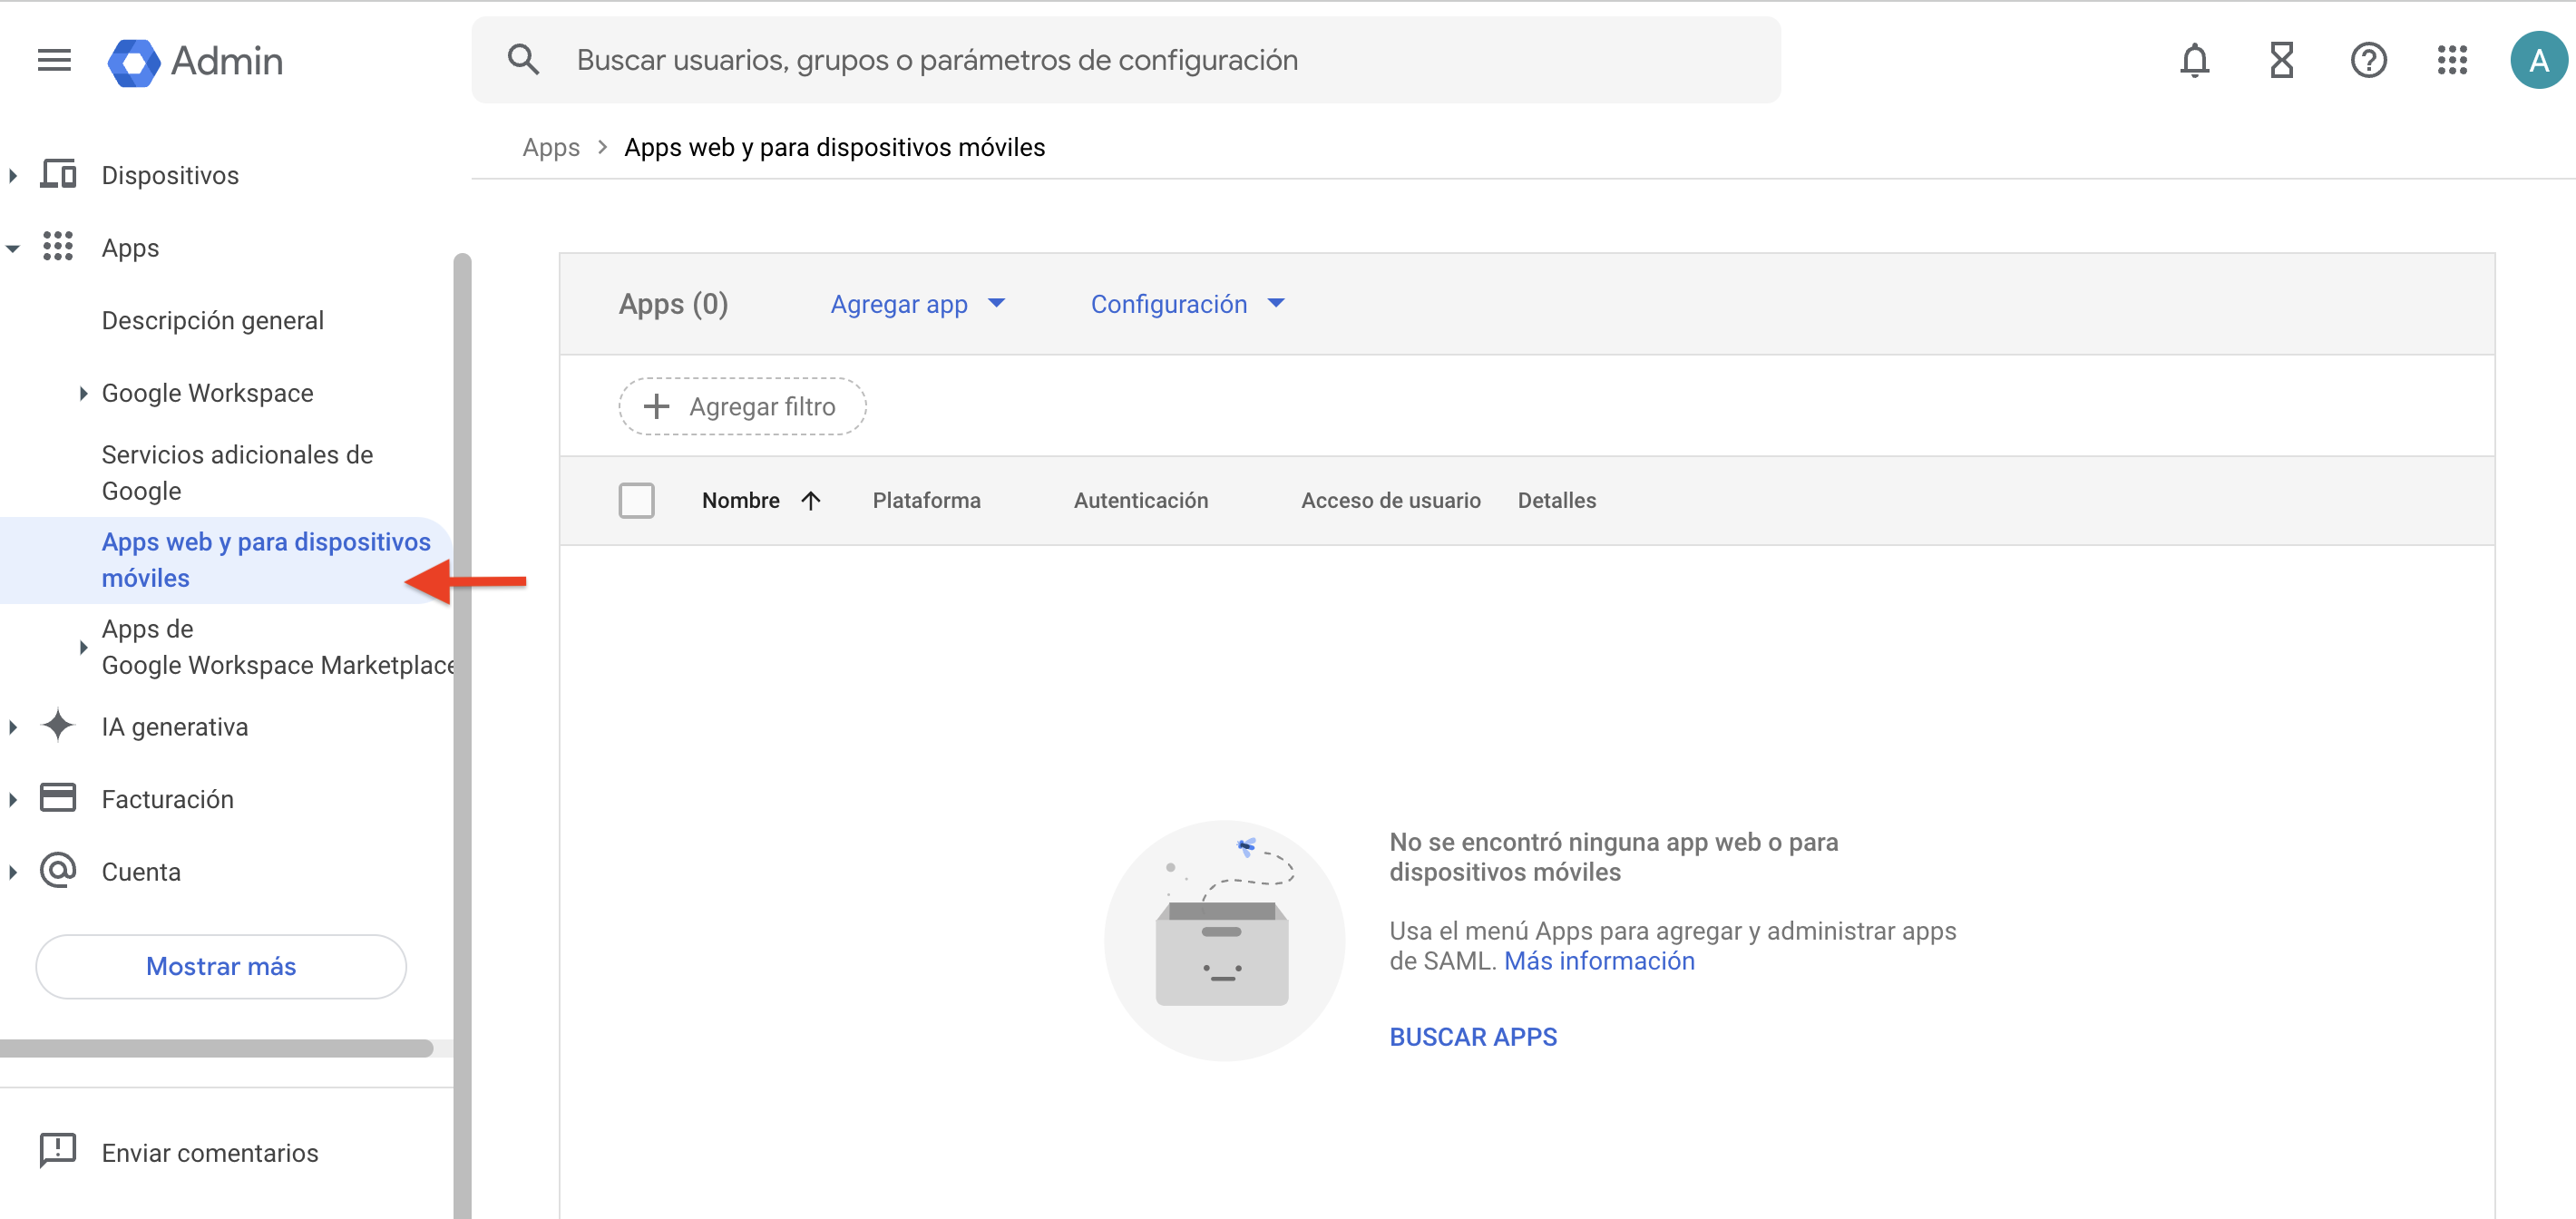 Admin
Buscar usuarios, grupos o parámetros de configuración
A
Apps
Apps web y para dispositivos móviles
Dispositivos
Apps
Descripción general
Google Workspace
Servicios adicionales de
Google
Apps web y para dispositivos
móviles
Apps de
Google Workspace Marketplace
IA generativa
Facturación
Cuenta
Mostrar más
Enviar comentarios
Apps (0)
Agregar app
Configuración
Agregar filtro
Nombre
Plataforma
Autenticación
Acceso de usuario
Detalles
No se encontró ninguna app web o para
dispositivos móviles
Usa el menú Apps para agregar y administrar apps
de SAML. Más información
BUSCAR APPS